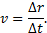 v = Δr / Δt.